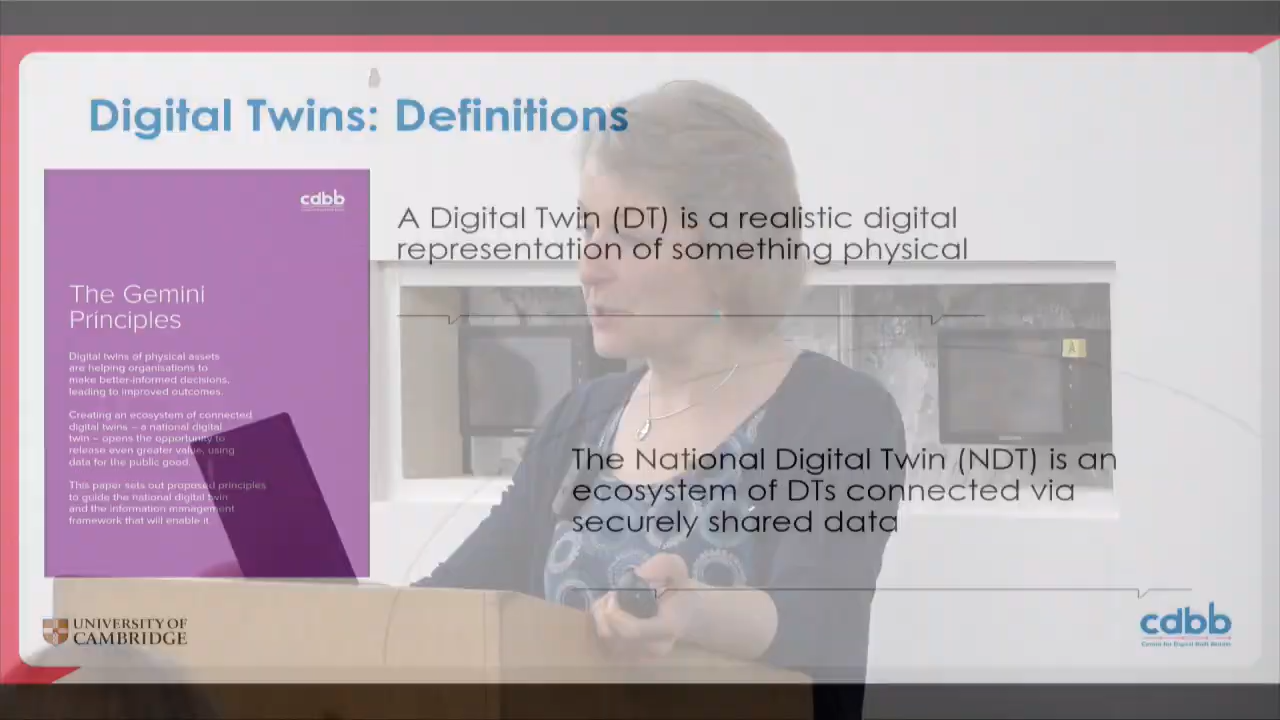 Digital Twins: Definitions
cdbb
The Gemini
Principles
Digital twins of physical assets
are helping organisations to
make better-informed decisions,
leading to improved outcomes.
Creating an ecosystem of connected
digital twins – a national digital
twin – opens the opportunity to
release even greater value, using
data for the public good.
This paper sets out proposed principles
to guide the national digital twin
and the information management
framework that will enable it.
A Digital Twin (DT) is a realistic digital
representation of something physical
A
The National Digital Twin (NDT) is an
ecosystem of DTs connected via
securely shared data
UNIVERSITY OF
CAMBRIDGE
cdbb
Centre for Digital Built Britain